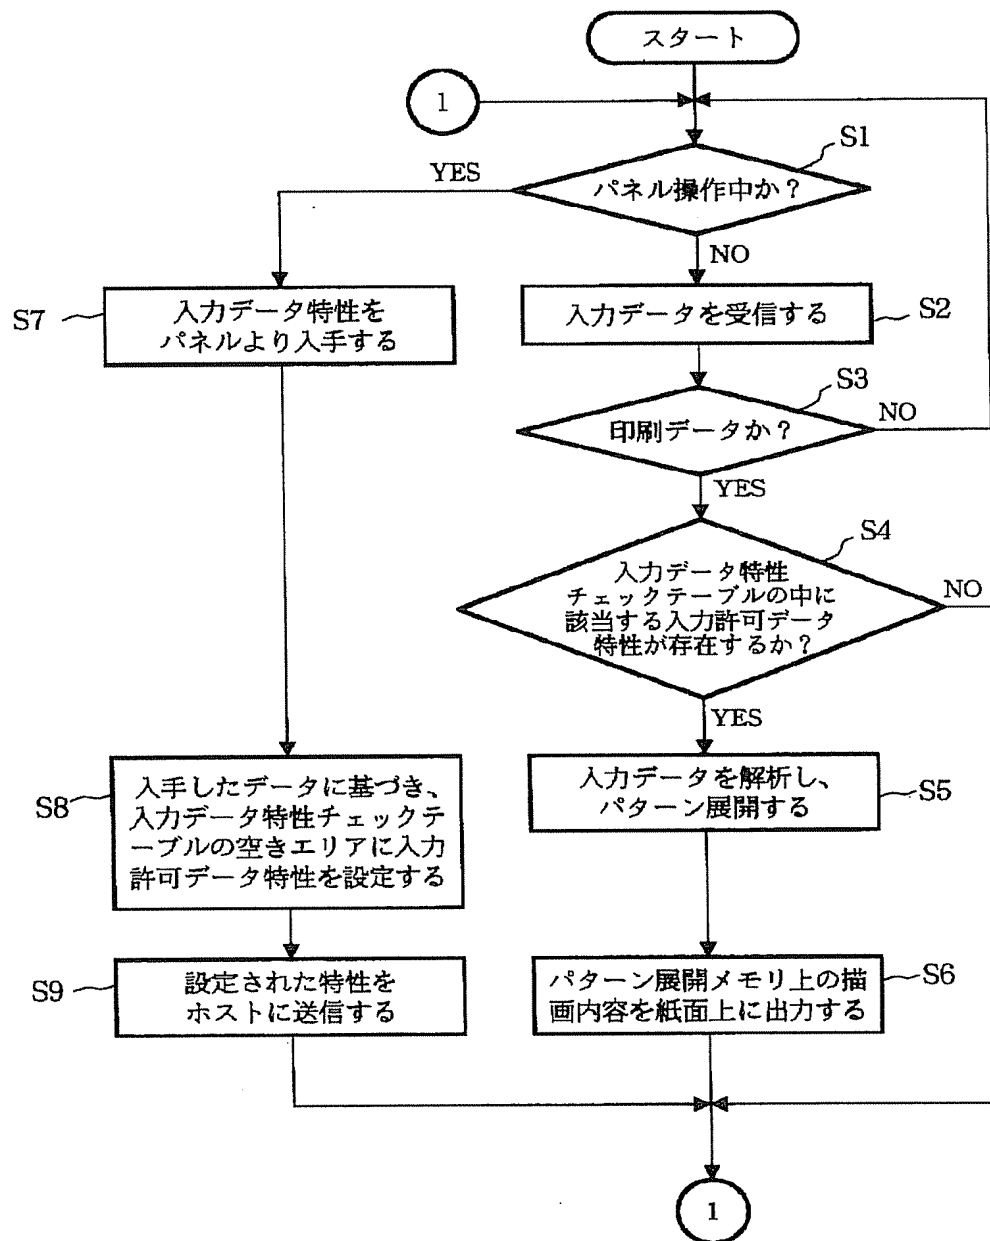 スタート
1
S1
YES
パネル操作中か？
NO
S7
入力データ特性を
パネルより入手する
入力データを受信する
S2
S3
印刷データか？
NO
YES
S4
入力データ特性
チェックテーブルの中に
該当する入力許可データ
特性が存在するか？
NO
YES
S8
入手したデータに基づき、
入力データ特性チェックテ
ーブルの空きエリアに入力
許可データ特性を設定する
入力データを解析し、
パターン展開する
S5
S9
設定された特性を
ホストに送信する
パターン展開メモリ上の描
画内容を紙面上に出力する
S6
1